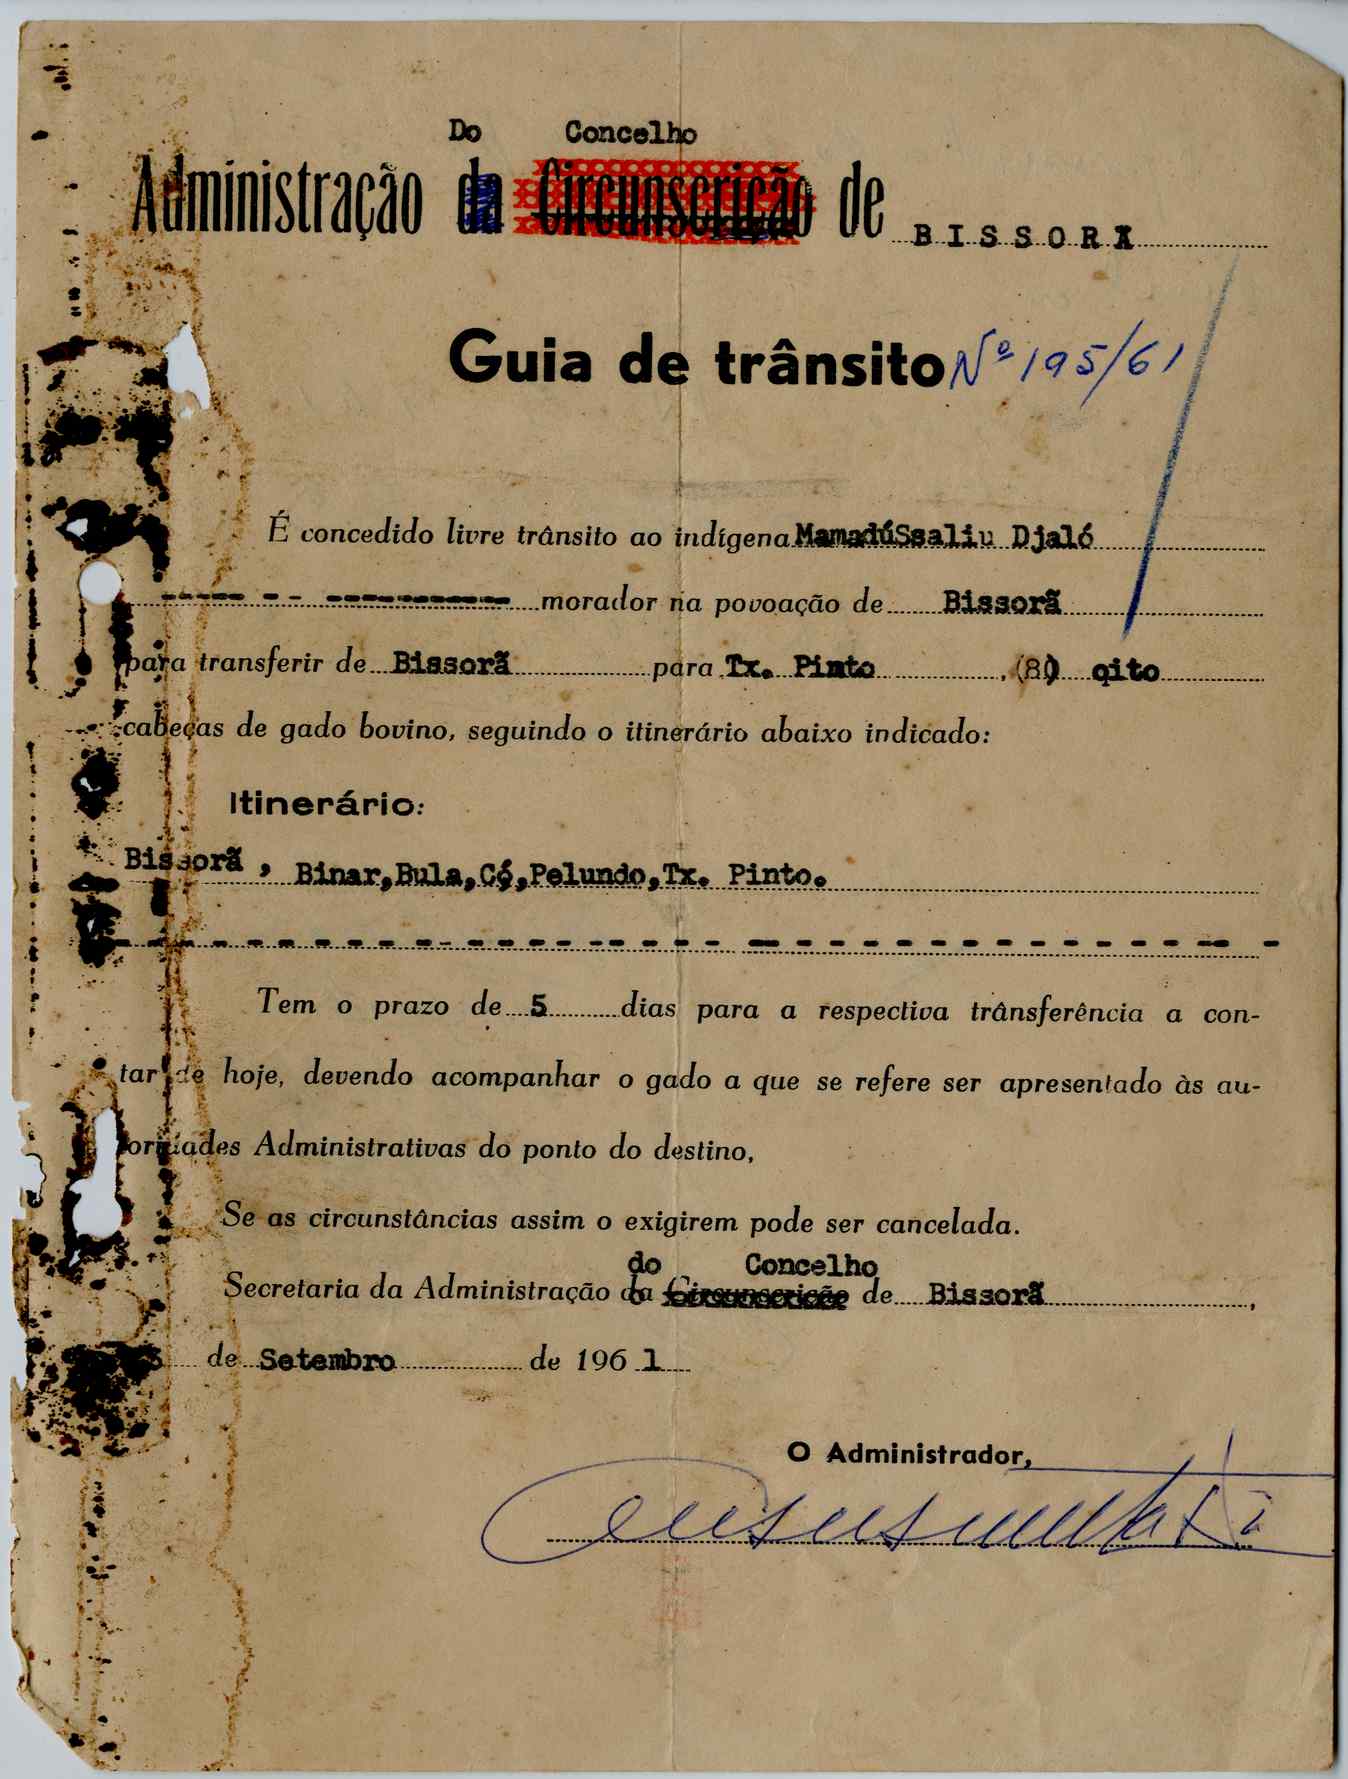 Do Concelho
Administração da Circunscrição de BISSORÃ
Guia de trânsito Nº 195/61
É concedido livre trânsito ao indígena MamadúSsaliu Djaló
morador na povoação de Bissorã
para transferir de Bissorã para Tx. Pinto, (8) oito
cabeças de gado bovino, seguindo o itinerário abaixo indicado:
Itinerário:
Bissorã, Binar,Bula,Có,Pelundo,Tx. Pinto.
Tem o prazo de 5 dias para a respectiva trânsferência a con-
tar de hoje, devendo acompanhar o gado a que se refere ser apresentado às au-
toridades Administrativas do ponto do destino,
Se as circunstâncias assim o exigirem pode ser cancelada.
do Concelho
Secretaria da Administração da Circunscrição de Bissorã,
de Setembro de 1961
O Administrador,